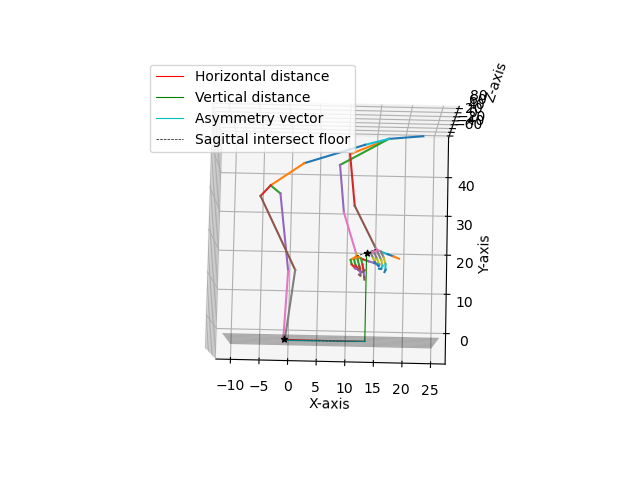 Horizontal distance
Vertical distance
Asymmetry vector
Sagittal intersect floor
Z-axis
80
40
30
20
10
0
Y-axis
−10
−5
0
5
10
15
20
25
X-axis